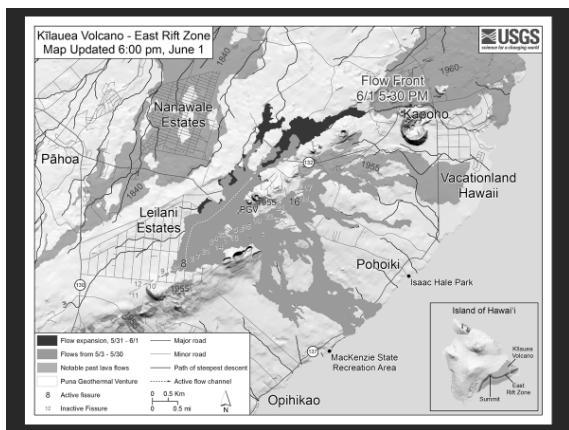 Kīlauea Volcano - East Rift Zone
Map Updated 6:00 pm, June 1
USGS
science for a changing world
1840
1960
Flow Front
6/1 5-30 PM
Nanawale
Estates
Kapoho
Pāhoa
132
1955
Vacationland
Hawaii
1840
Leilani
Estates
PGV
1955
16
8
Pohoiki
Isaac Hale Park
130
1955
Island of Hawai'i
Kīlauea
Volcano
East
Rift Zone
Summit
137
MacKenzie State
Recreation Area
Opihikao
Flow expansion, 5/31 - 6/1
Flows from 5/3 - 5/30
Notable past lava flows
Puna Geothermal Venture
8 Active fissure
12 Inactive Fissure
Major road
Minor road
Path of steepest descent
Active flow channel
0 0.5 Km
0 0.5 mi
N